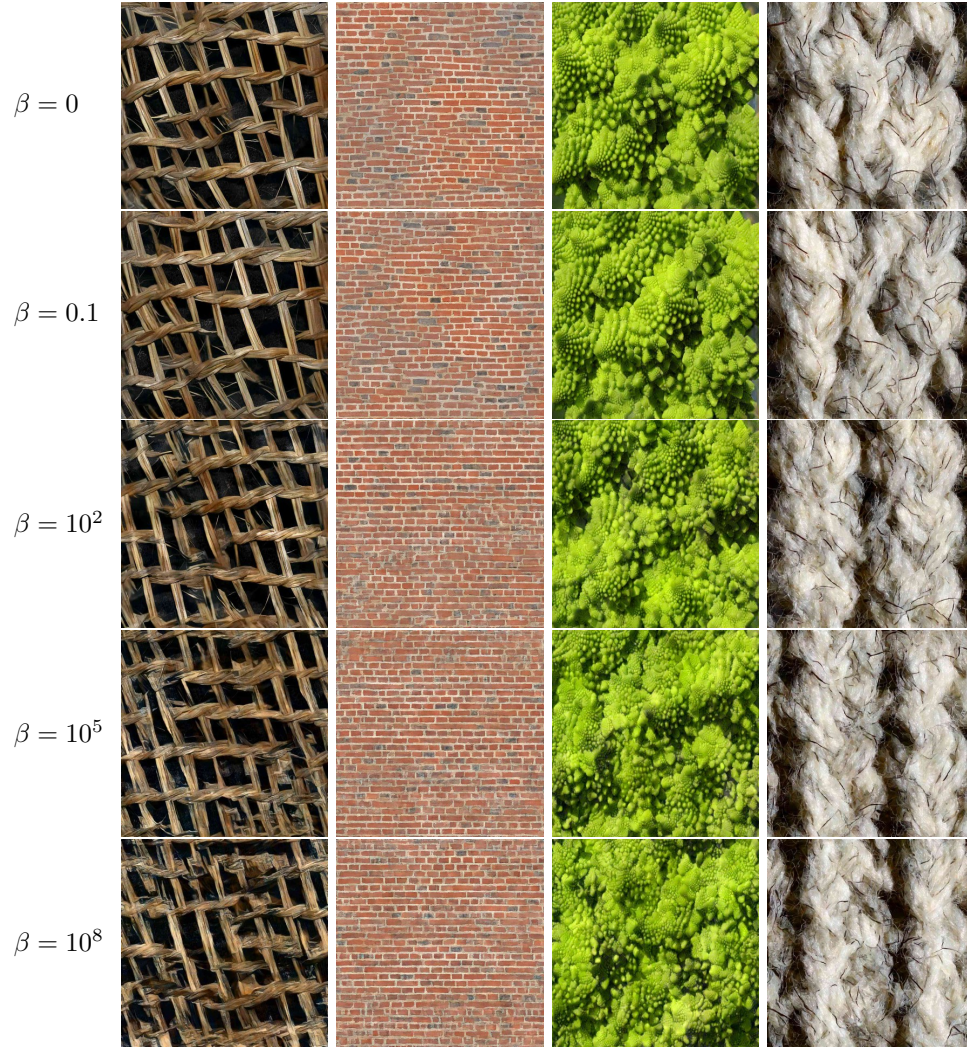 β = 0
β = 0.1
β = 10²
β = 10⁵
β = 10⁸